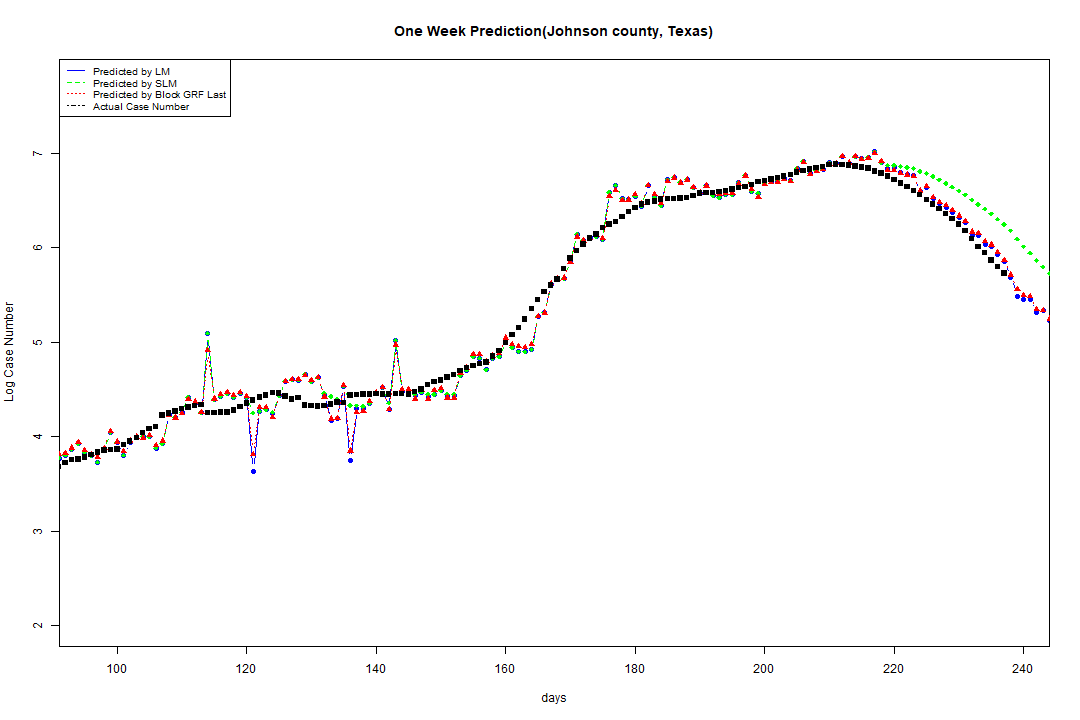 One Week Prediction(Johnson county, Texas)
Predicted by LM
Predicted by SLM
Predicted by Block GRF Last
Actual Case Number
7
6
5
4
3
2
Log Case Number
100 120 140 160 180 200 220 240
days